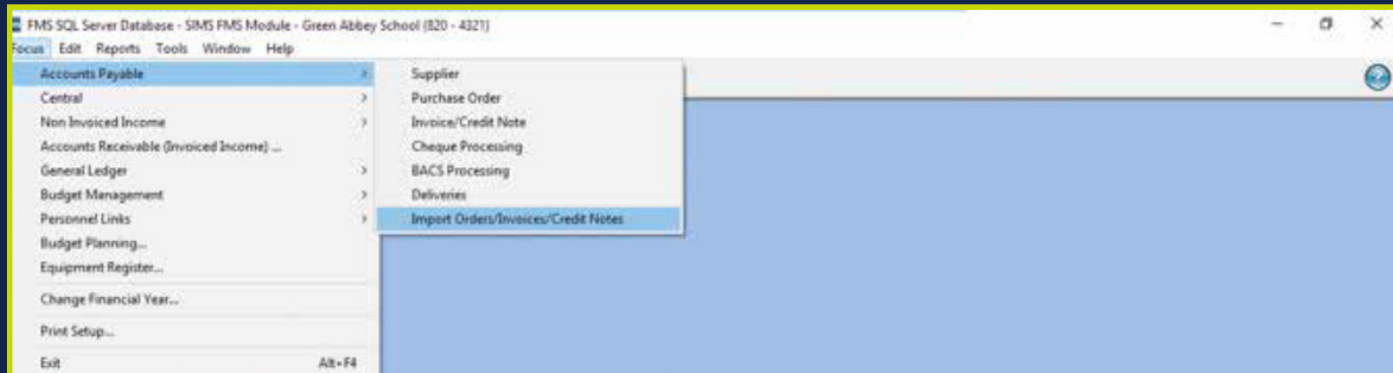 FMS SQL Server Database - SIMS FMS Module - Green Abbey School (820 - 4321)
Focus Edit Reports Tools Window Help
Accounts Payable
Central
Non Invoiced Income
Accounts Receivable (Invoiced Income) ...
General Ledger
Budget Management
Personnel Links
Budget Planning...
Equipment Register...
Change Financial Year...
Print Setup...
Exit Alt+F4
Supplier
Purchase Order
Invoice/Credit Note
Cheque Processing
BACS Processing
Deliveries
Import Orders/Invoices/Credit Notes